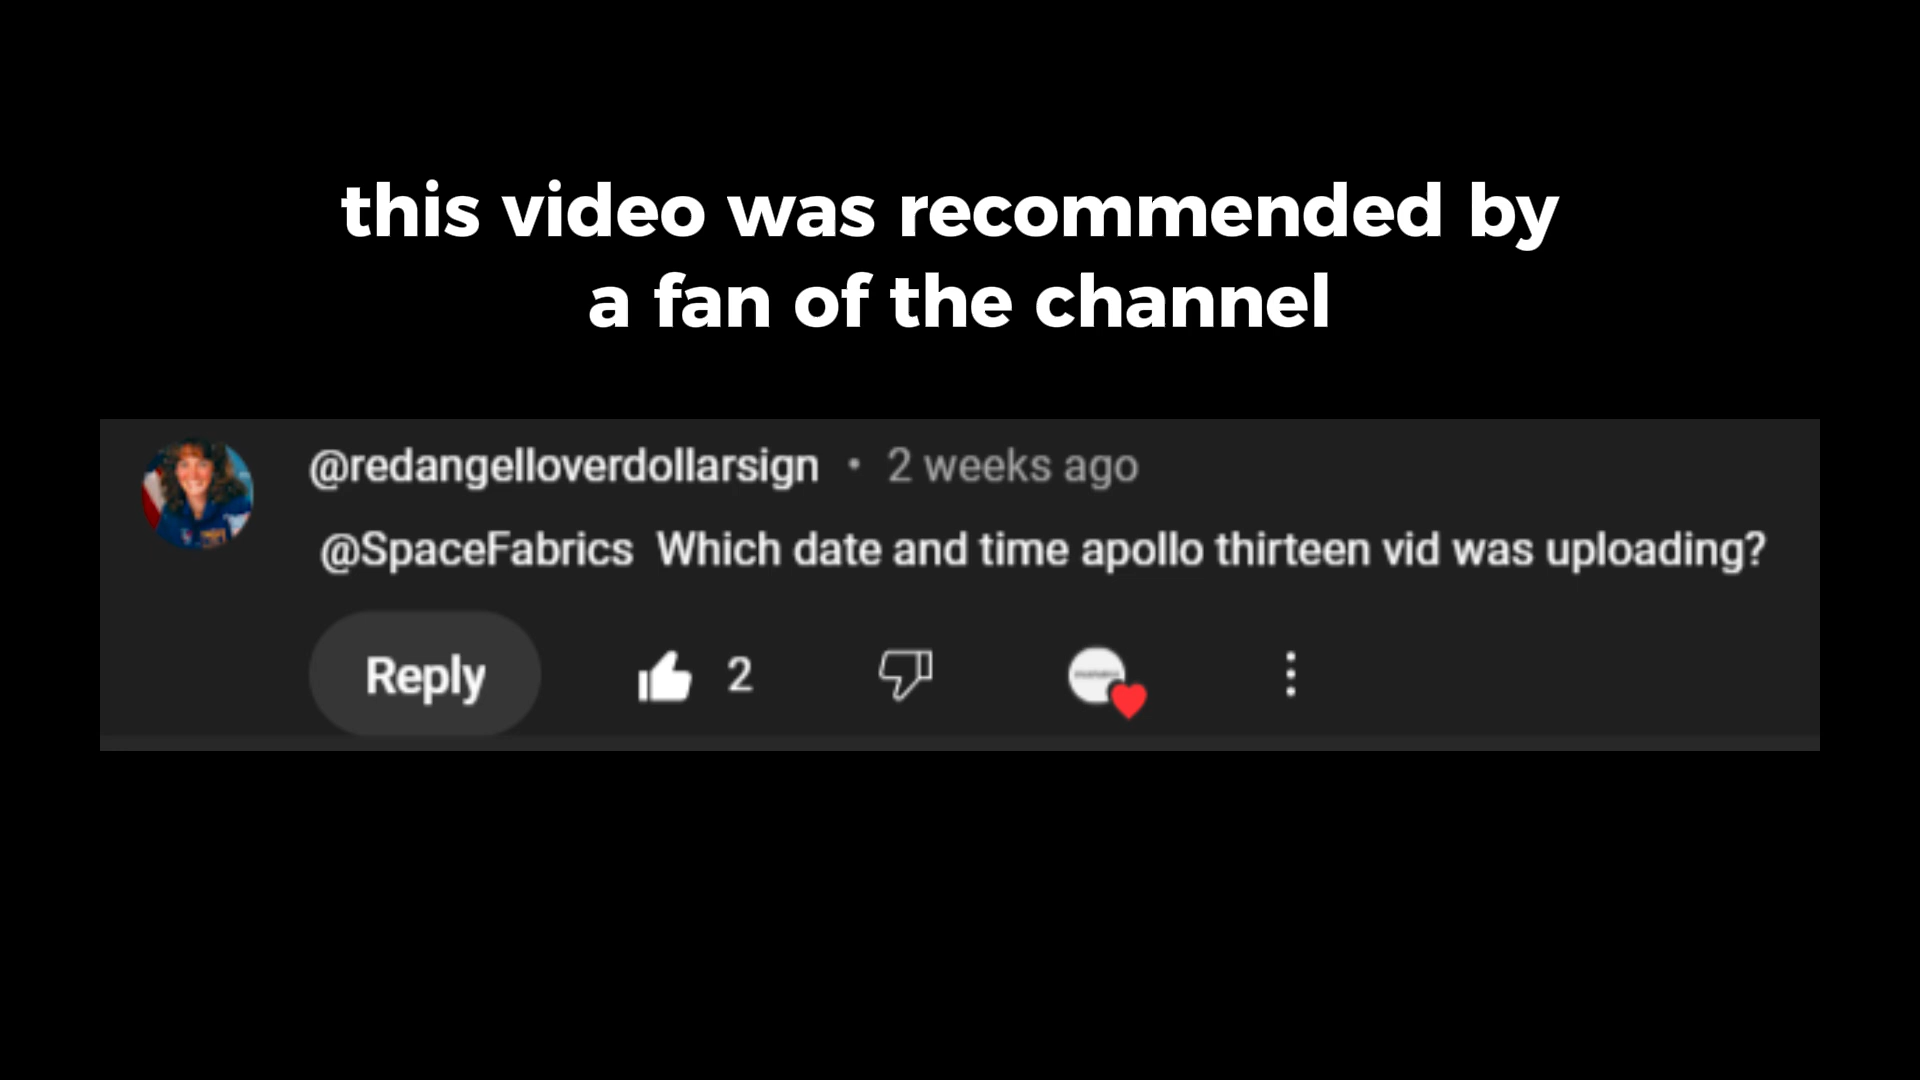 this video was recommended by
a fan of the channel
@redangelloverdollarsign • 2 weeks ago
@SpaceFabrics Which date and time apollo thirteen vid was uploading?
Reply 2